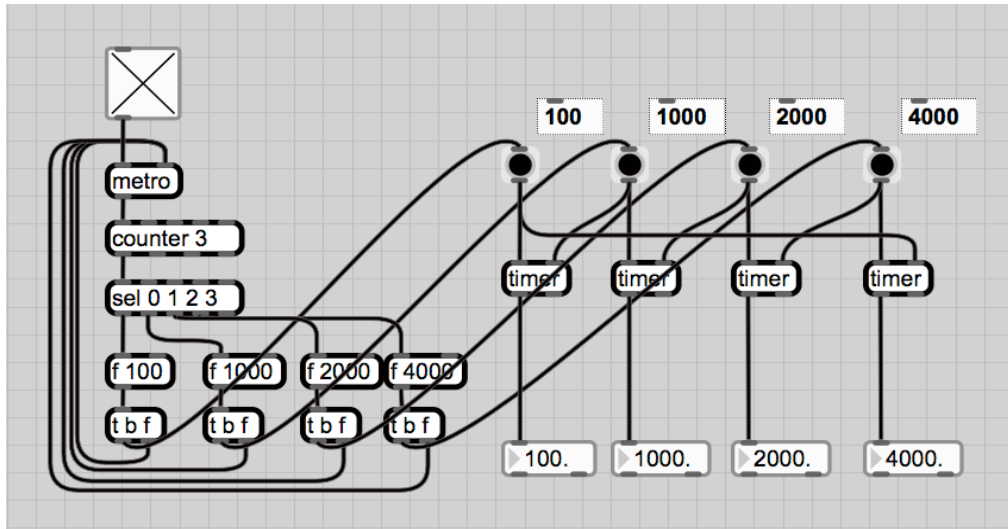 100 1000 2000 4000
metro
counter 3
sel 0 1 2 3
timer timer timer timer
f 100 f 1000 f 2000 f 4000
t b f t b f t b f t b f
100. 1000. 2000. 4000.